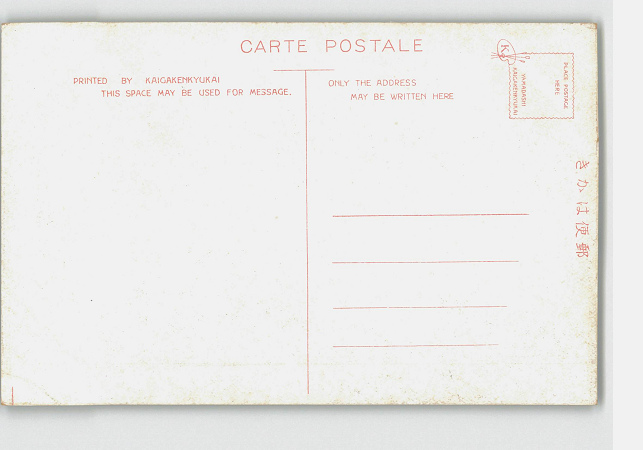 CARTE POSTALE
PRINTED BY KAIGAKENKYUKAI
THIS SPACE MAY BE USED FOR MESSAGE.
ONLY THE ADDRESS
MAY BE WRITTEN HERE
K
PLACE POSTAGE
HERE
KAIGAKENKYUKAI
郵便はかき